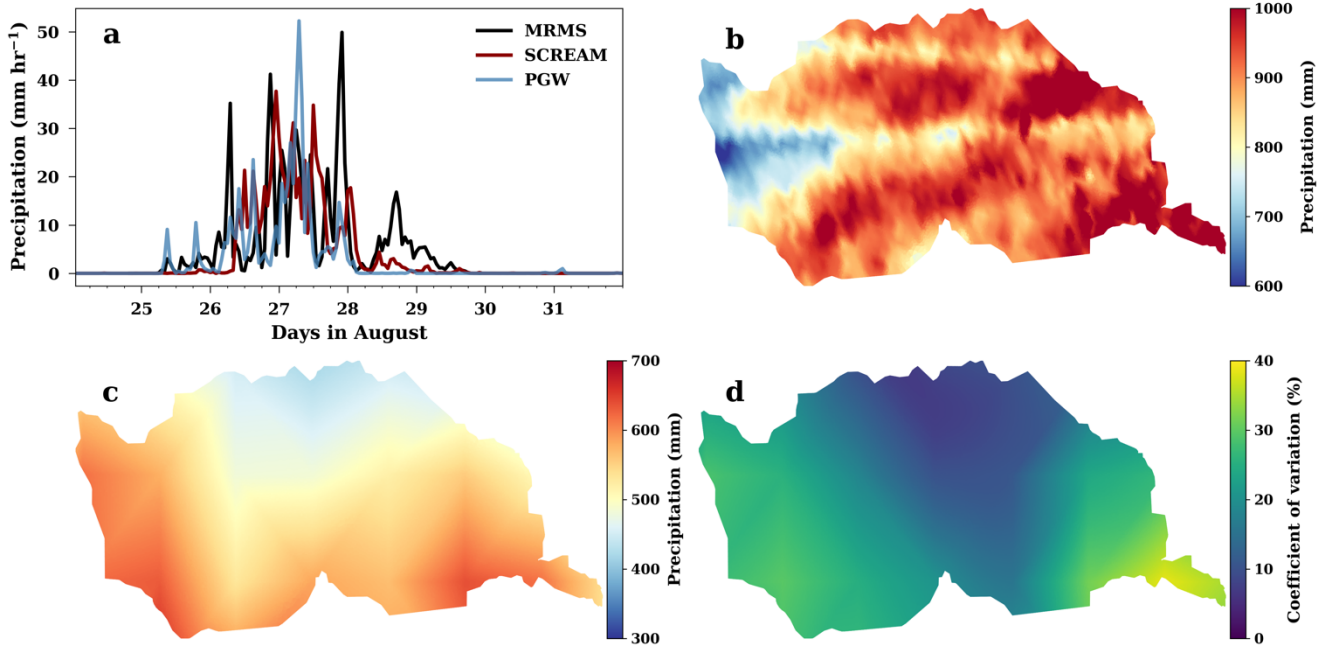 a
MRMS
SCREAM
PGW
50
40
30
20
10
0
Precipitation (mm hr⁻¹)
25 26 27 28 29 30 31
Days in August
b
1000
900
800
700
600
Precipitation (mm)
c
700
600
500
400
300
Precipitation (mm)
d
40
30
20
10
0
Coefficient of variation (%)